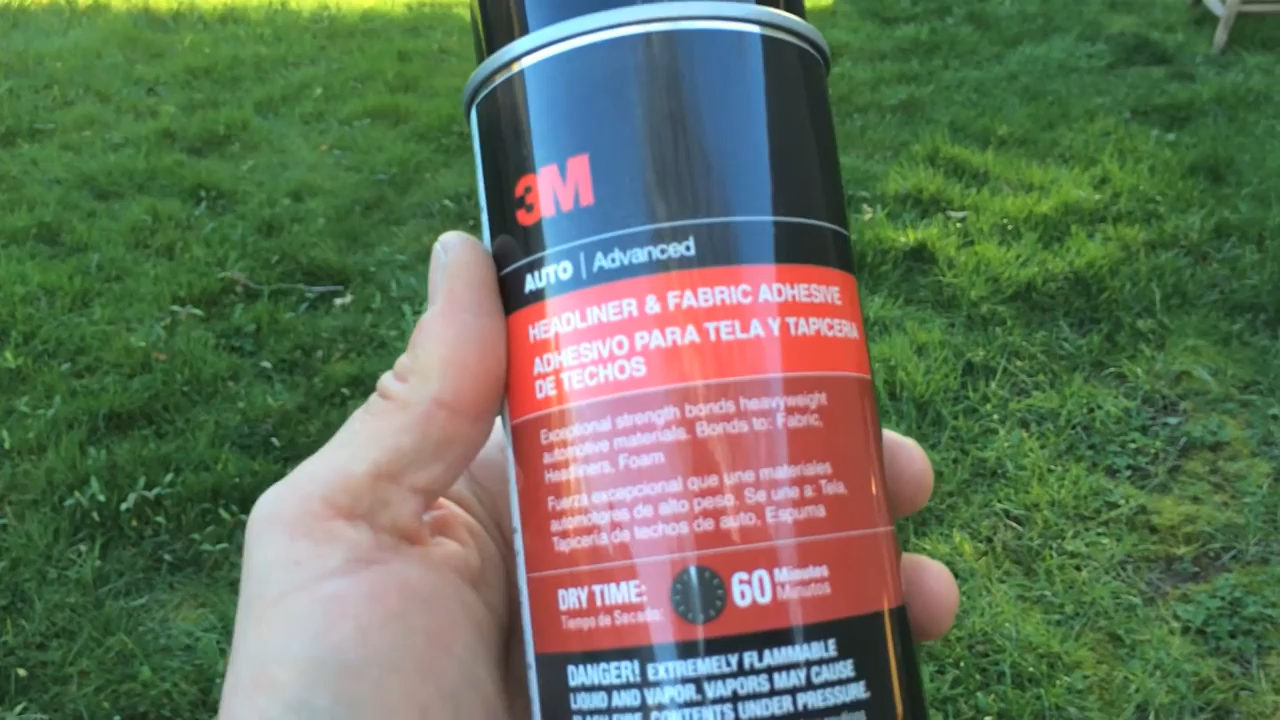 3M
AUTO | Advanced
HEADLINER & FABRIC ADHESIVE
ADHESIVO PARA TELA Y TAPICERIA
DE TECHOS
Exceptional strength bonds heavyweight
automotive materials. Bonds to: Fabric,
Headliners, Foam
Fuerza excepcional que une materiales
automotores de alto peso. Se une a: Tela,
Tapiceria de techos de auto, Espuma
DRY TIME:
Tiempo de Secado:
60
Minutes
Minutos
DANGER! EXTREMELY FLAMMABLE
LIQUID AND VAPOR. VAPORS MAY CAUSE
FLASH FIRE. CONTENTS UNDER PRESSURE.